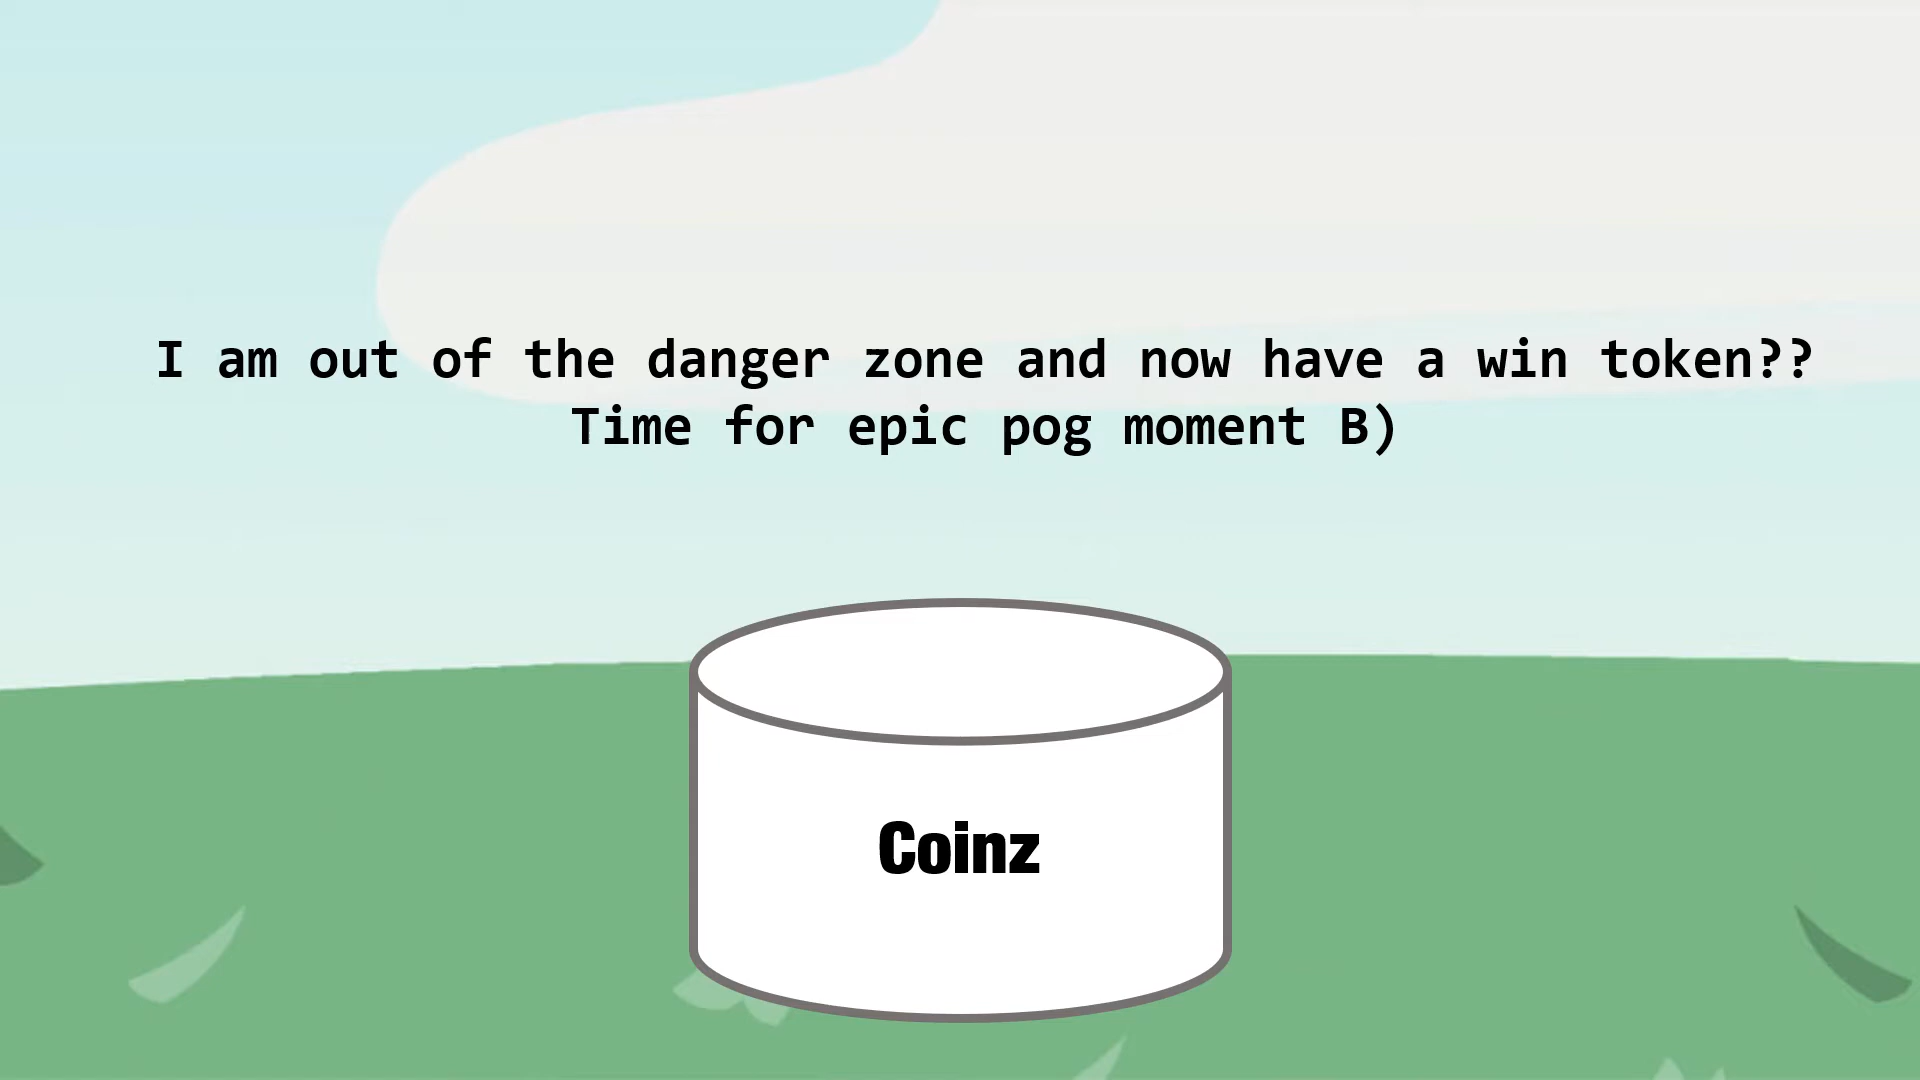 I am out of the danger zone and now have a win token??
Time for epic pog moment B)
Coinz